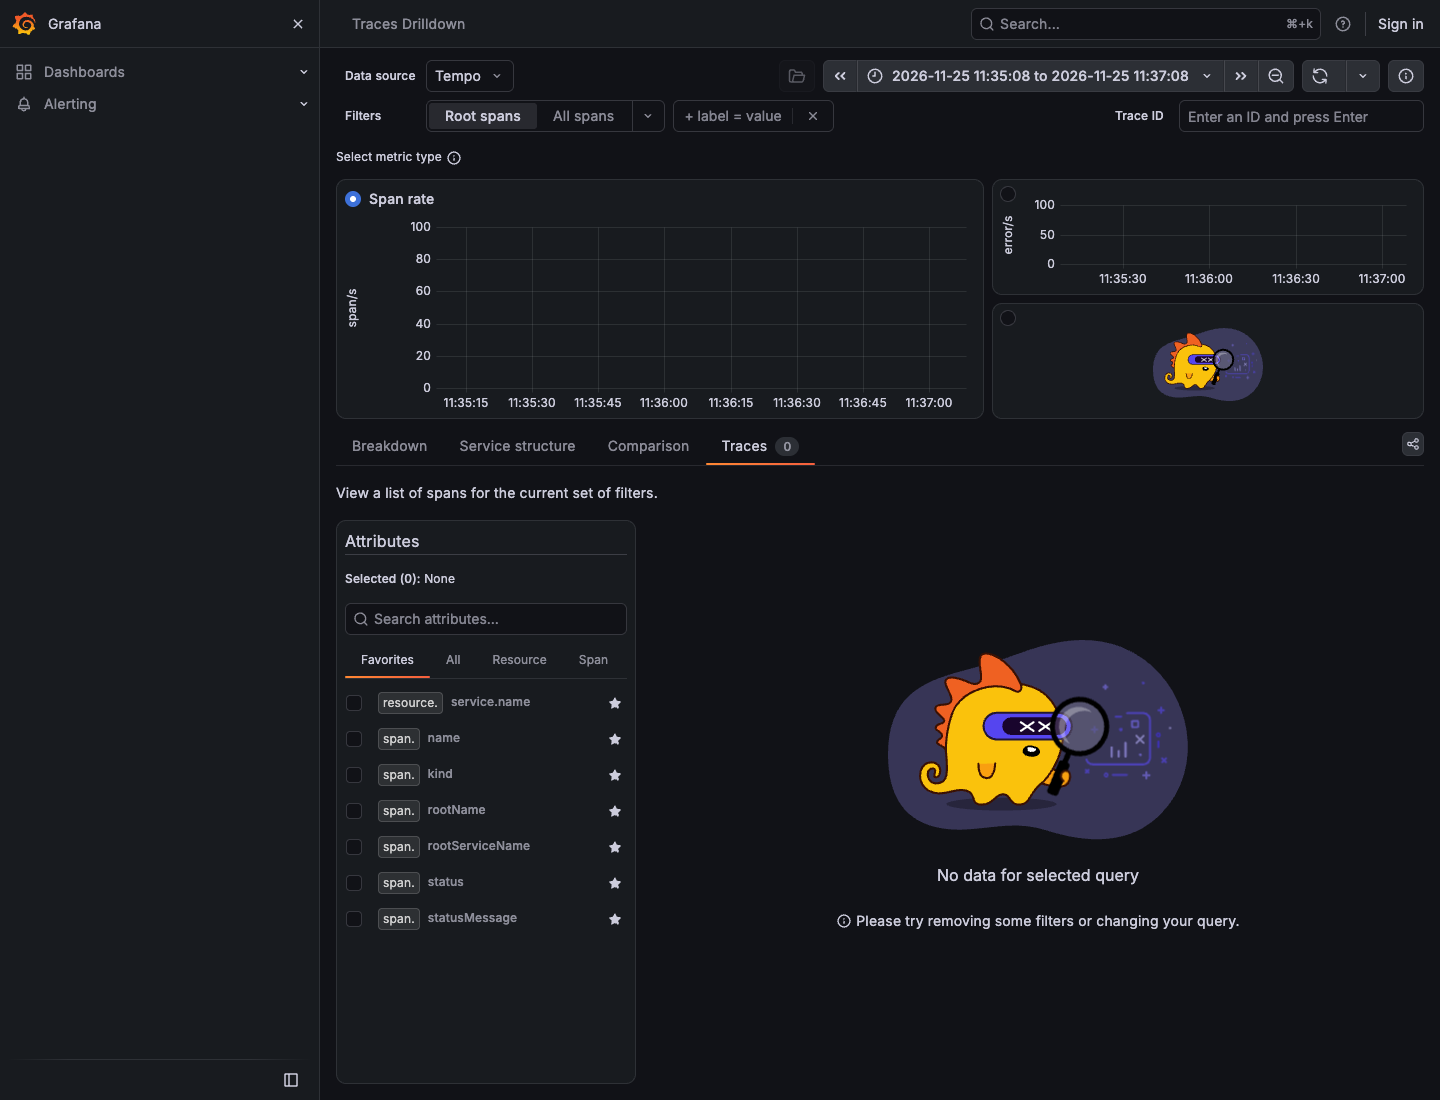 Grafana
Traces Drilldown
Search...
⌘+k
Sign in
Dashboards
Alerting
Data source
Tempo
2026-11-25 11:35:08 to 2026-11-25 11:37:08
Filters
Root spans
All spans
+ label = value
Trace ID
Enter an ID and press Enter
Select metric type
Span rate
span/s
100
80
60
40
20
0
11:35:15
11:35:30
11:35:45
11:36:00
11:36:15
11:36:30
11:36:45
11:37:00
error/s
100
50
0
11:35:30
11:36:00
11:36:30
11:37:00
Breakdown
Service structure
Comparison
Traces 0
View a list of spans for the current set of filters.
Attributes
Selected (0): None
Search attributes...
Favorites
All
Resource
Span
resource. service.name
span. name
span. kind
span. rootName
span. rootServiceName
span. status
span. statusMessage
No data for selected query
Please try removing some filters or changing your query.